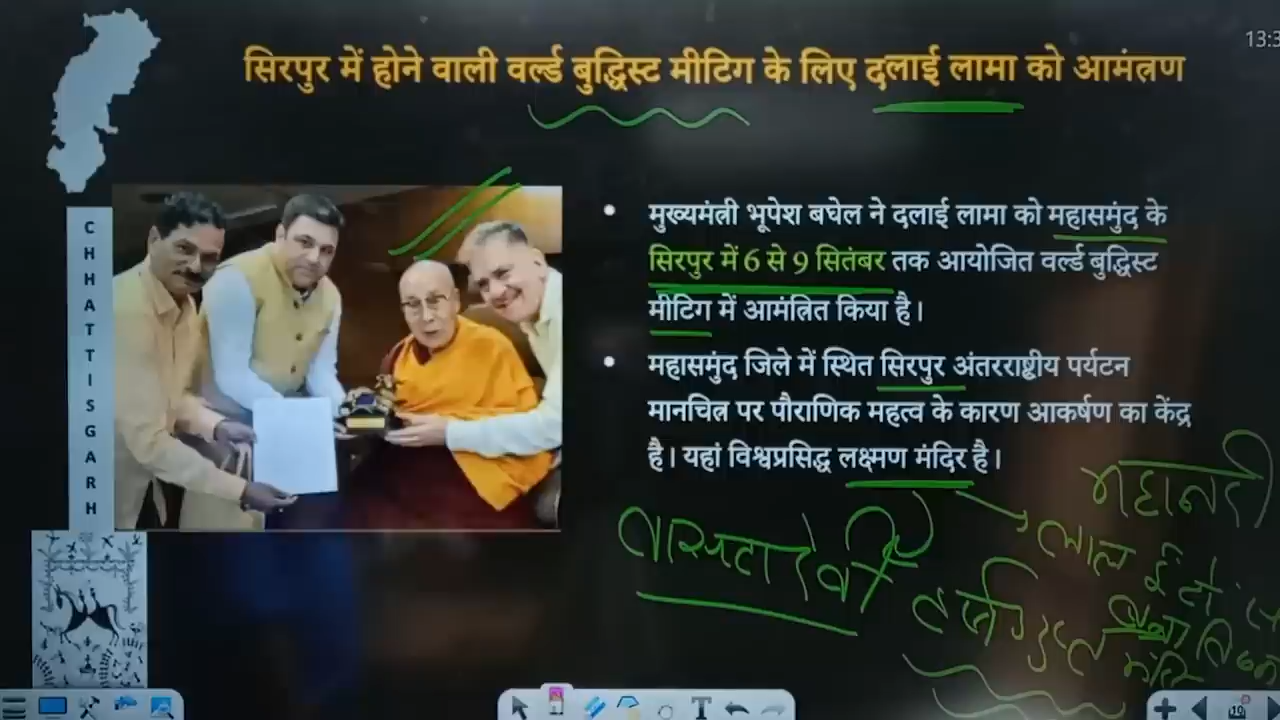 13:3
सिरपुर में होने वाली वर्ल्ड बुद्धिस्ट मीटिग के लिए दलाई लामा को आमंत्रण
CHHATTISGARH
मुख्यमंत्री भूपेश बघेल ने दलाई लामा को महासमुंद के
सिरपुर में 6 से 9 सितंबर तक आयोजित वर्ल्ड बुद्धिस्ट
मीटिग में आमंत्रित किया है।
महासमुंद जिले में स्थित सिरपुर अंतरराष्ट्रीय पर्यटन
मानचित्र पर पौराणिक महत्व के कारण आकर्षण का केंद्र
है। यहां विश्वप्रसिद्ध लक्ष्मण मंदिर है।
महानदी
लाल ईंटों